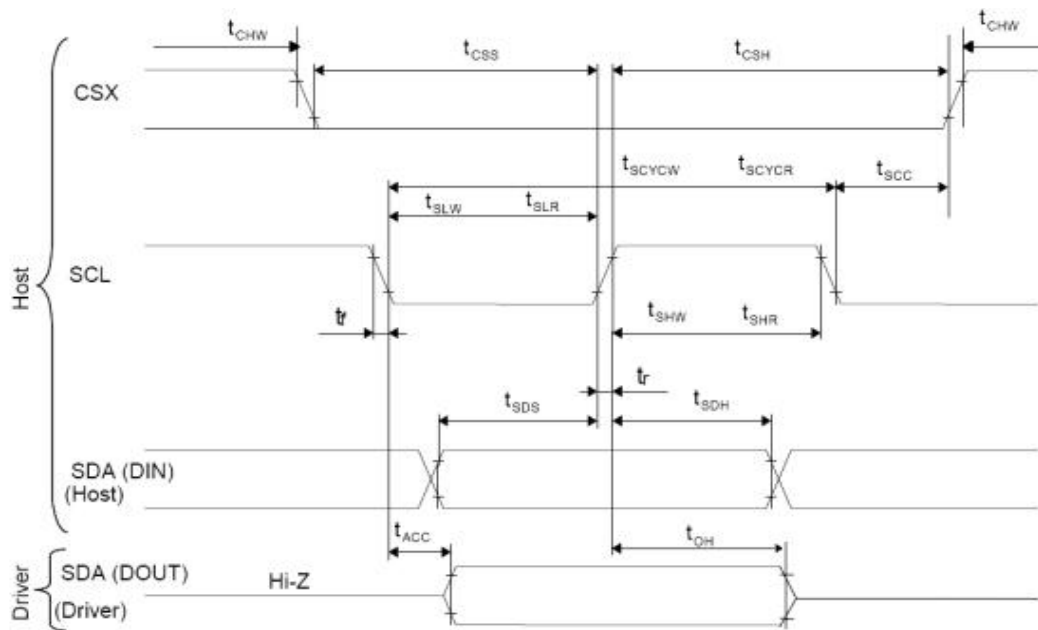 tCHW
tCHW
tCSS
tCSH
CSX
tSCYCW
tSCYCR
tSCC
tSLW
tSLR
Host
SCL
tSHW
tSHR
tr
tSDS
tSDH
SDA (DIN)
(Host)
tACC
tOH
Driver
SDA (DOUT)
Hi-Z
(Driver)